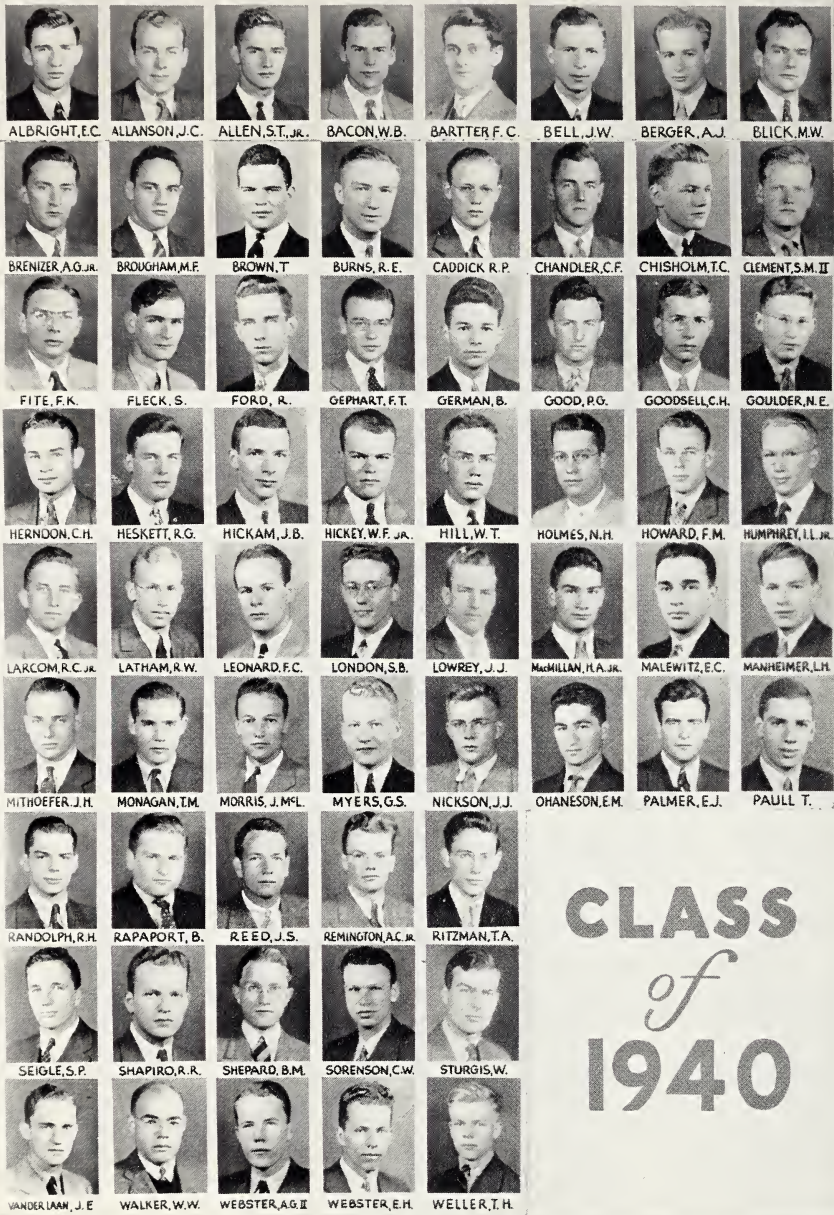 ALBRIGHT, E.C. ALLANSON, J.C. ALLEN, S.T., JR. BACON, W.B. BARTTER F. C. BELL, J.W. BERGER, A.J. BLICK, M.W.
BRENIZER, A.G. JR. BROUGHAM, M.F. BROWN, T BURNS, R.E. CADDICK R.P. CHANDLER, C.F. CHISHOLM, T.C. CLEMENT, S.M. II
FITE, F.K. FLECK, S. FORD, R. GEPHART, F.T. GERMAN, B. GOOD, P.G. GOODSELL, C.H. GOULDER, N.E.
HERNDON, C.H. HESKETT, R.G. HICKAM, J.B. HICKEY, W.F. JR. HILL, W.T. HOLMES, N.H. HOWARD, F.M. HUMPHREY, I.L. JR.
LARCOM, R.C. JR. LATHAM, R.W. LEONARD, F.C. LONDON, S.B. LOWREY, J.J. MacMILLAN, H.A. JR. MALEWITZ, E.C. MANHEIMER, L.H.
MITHOEFER. J.H. MONAGAN, T.M. MORRIS, J. McL. MYERS, G.S. NICKSON, J.J. OHANESON, E.M. PALMER, E.J. PAULL T.
RANDOLPH, R.H. RAPAPORT, B. REED, J.S. REMINGTON, A.C. JR. RITZMAN, T.A.
CLASS
of
1940
SEIGLE, S.P. SHAPIRO, R.R. SHEPARD, B.M. SORENSON, C.W. STURGIS, W.
VANDER LAAN, J.E WALKER, W.W. WEBSTER, A.G. II WEBSTER, E.H. WELLER, T.H.